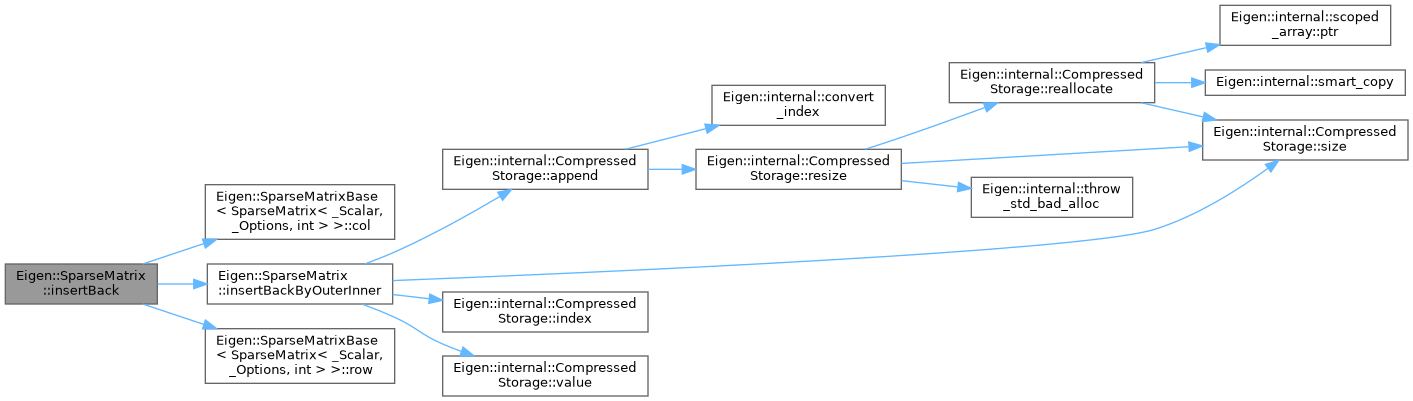 Eigen::internal::scoped
_array::ptr
Eigen::internal::Compressed
Storage::reallocate
Eigen::internal::smart_copy
Eigen::internal::convert
_index
Eigen::internal::Compressed
Storage::size
Eigen::internal::Compressed
Storage::append
Eigen::internal::Compressed
Storage::resize
Eigen::internal::throw
_std_bad_alloc
Eigen::SparseMatrixBase
< SparseMatrix< _Scalar,
_Options, int > >::col
Eigen::SparseMatrix
::insertBack
Eigen::SparseMatrix
::insertBackByOuterInner
Eigen::internal::Compressed
Storage::index
Eigen::SparseMatrixBase
< SparseMatrix< _Scalar,
_Options, int > >::row
Eigen::internal::Compressed
Storage::value